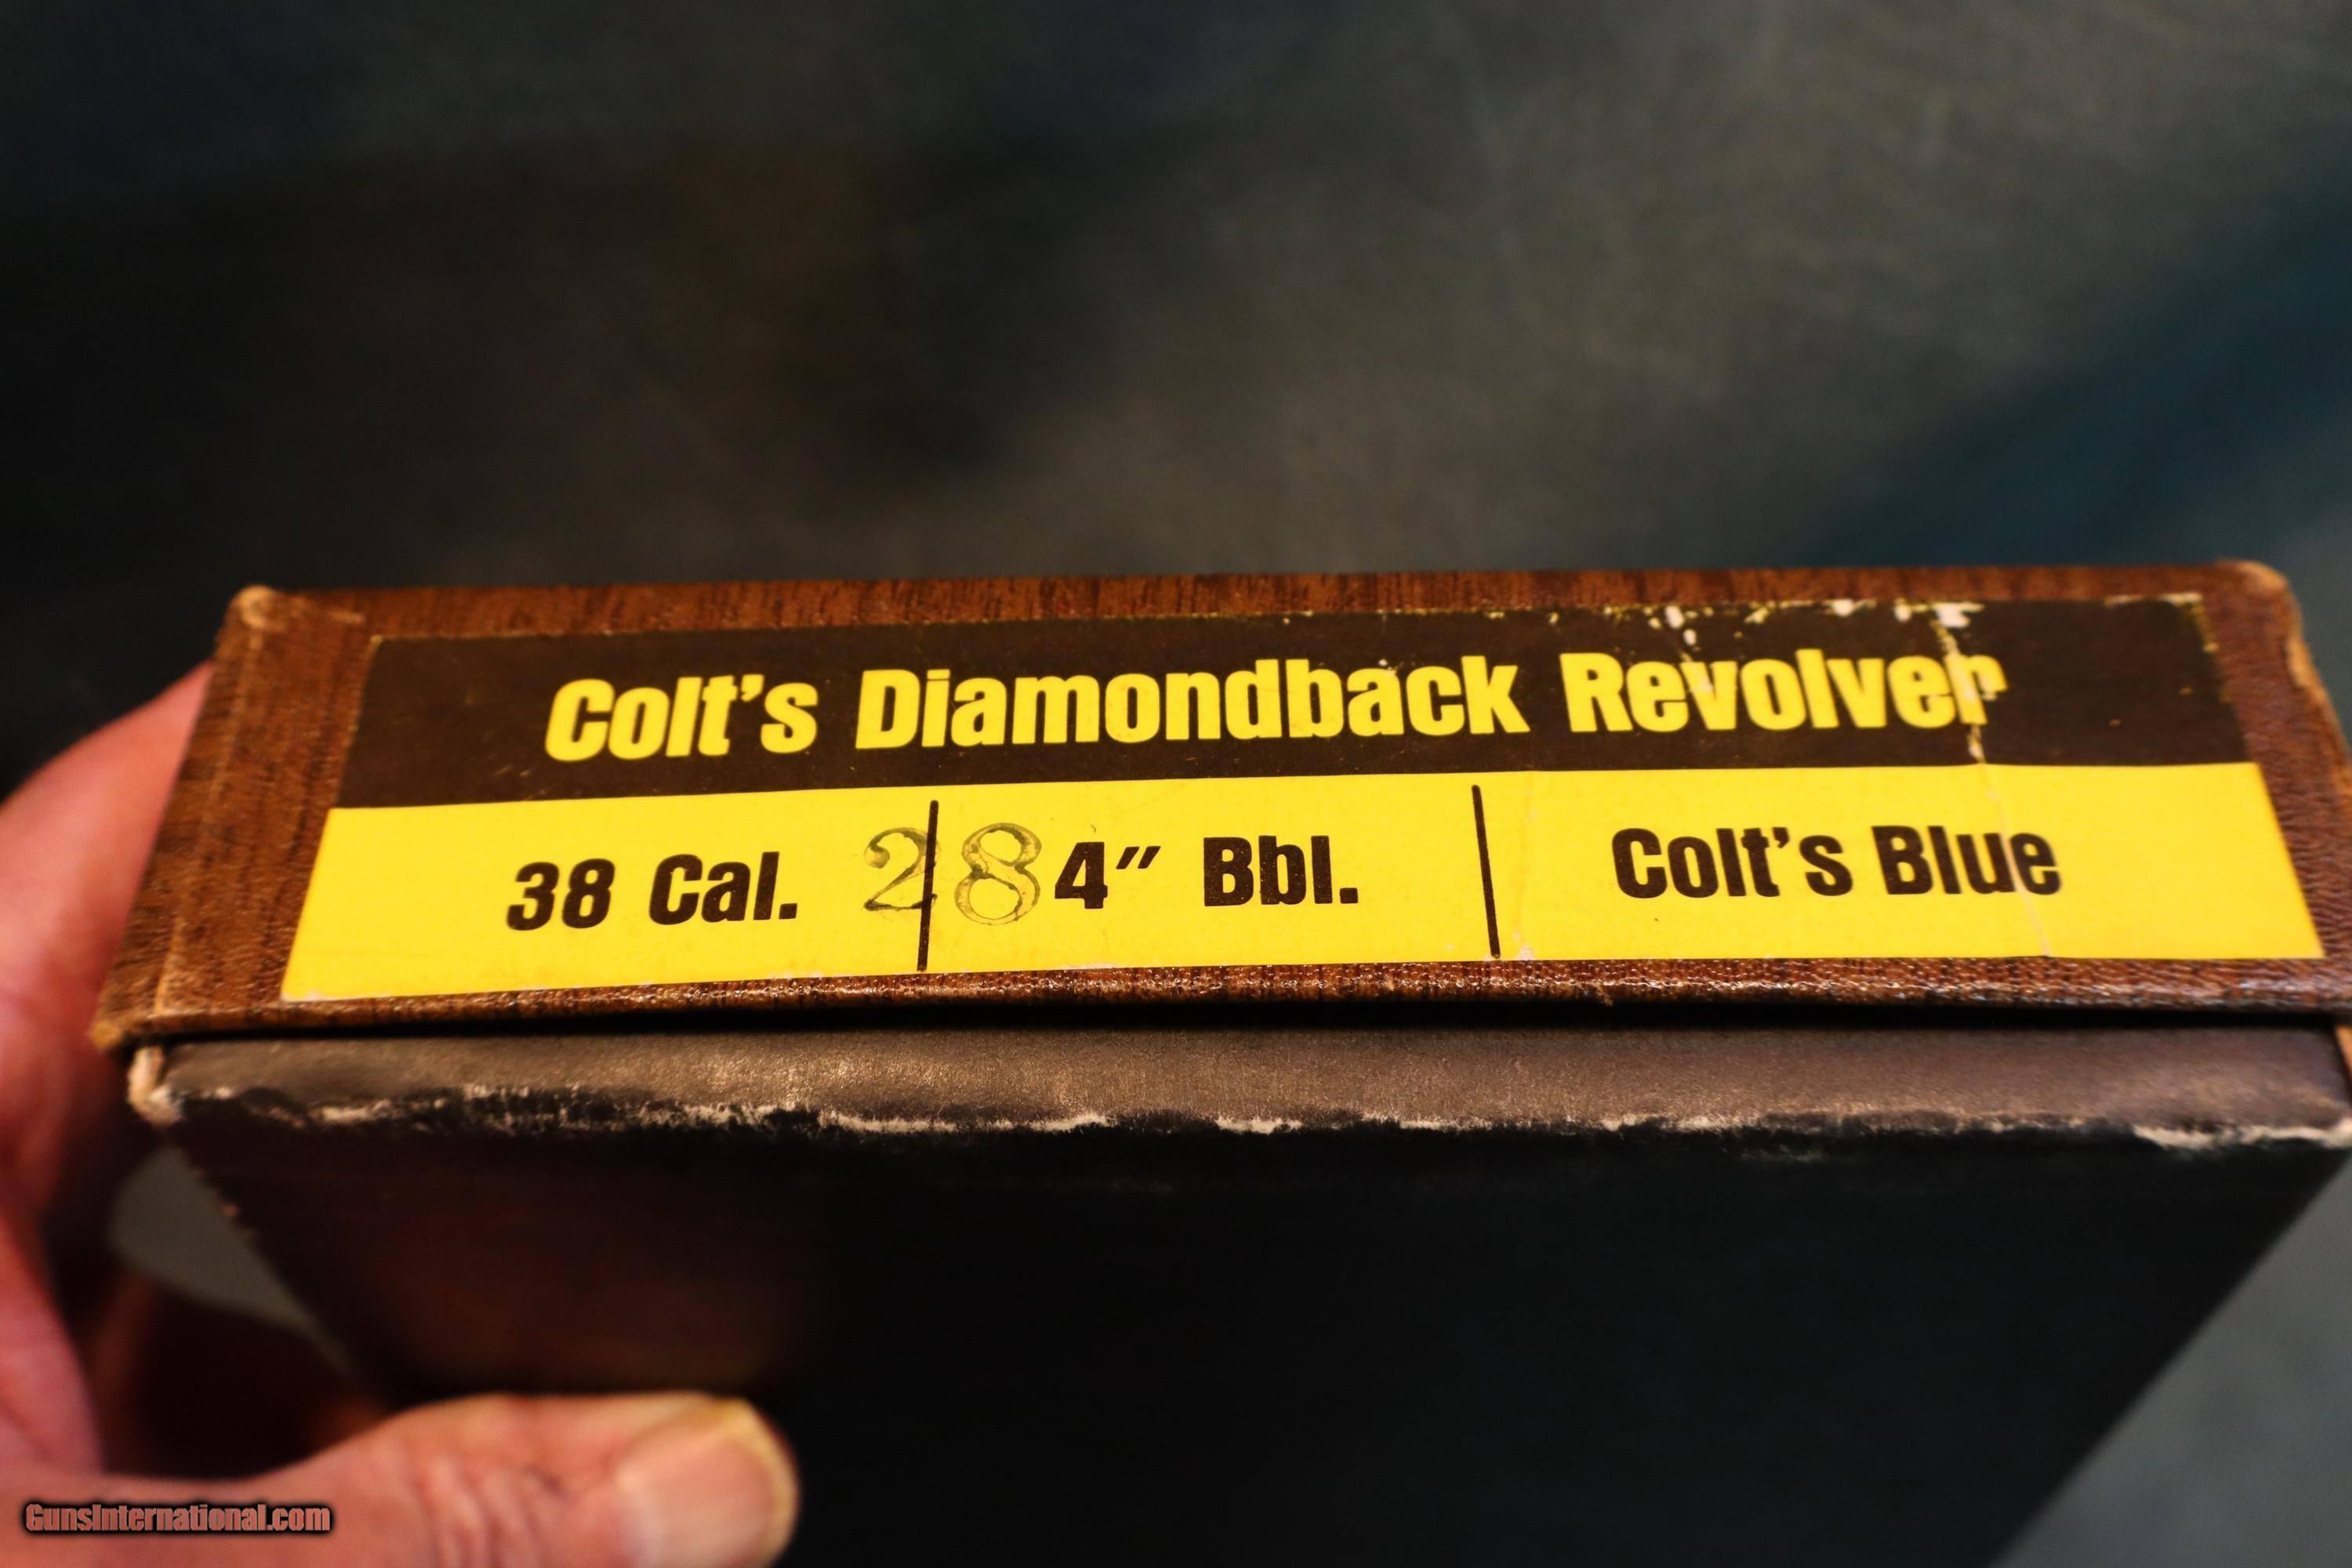 Colt's Diamondback Revolver
38 Cal. 28 4" Bbl. Colt's Blue
GunsInternational.com